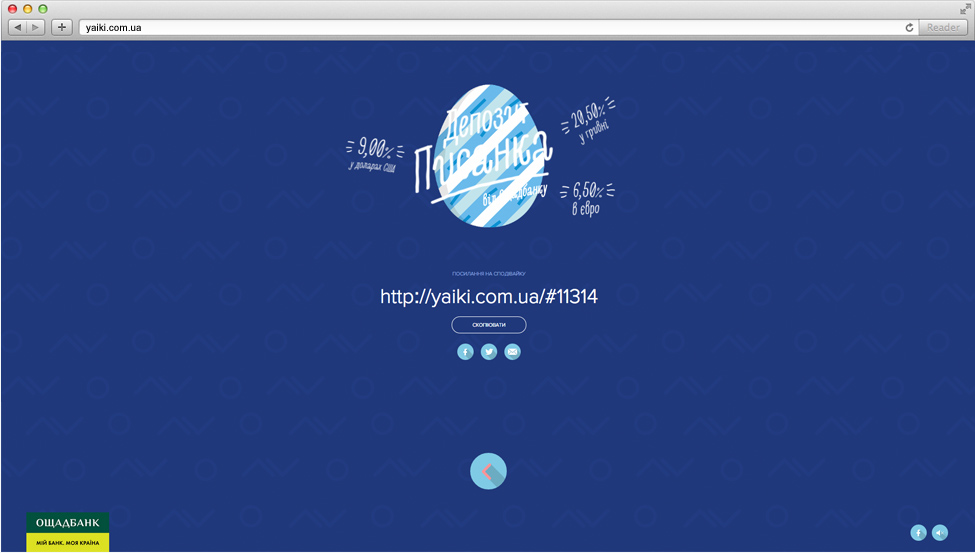 yaiki.com.ua
Reader
Депозит
Писанка
від Ощадбанку
9,00%
у доларах США
20,50%
у гривні
6,50%
в євро
ПОСИЛАННЯ НА СПОДІВАЙКУ
http://yaiki.com.ua/#11314
СКОПІЮВАТИ
ОЩАДБАНК
МІЙ БАНК. МОЯ КРАЇНА